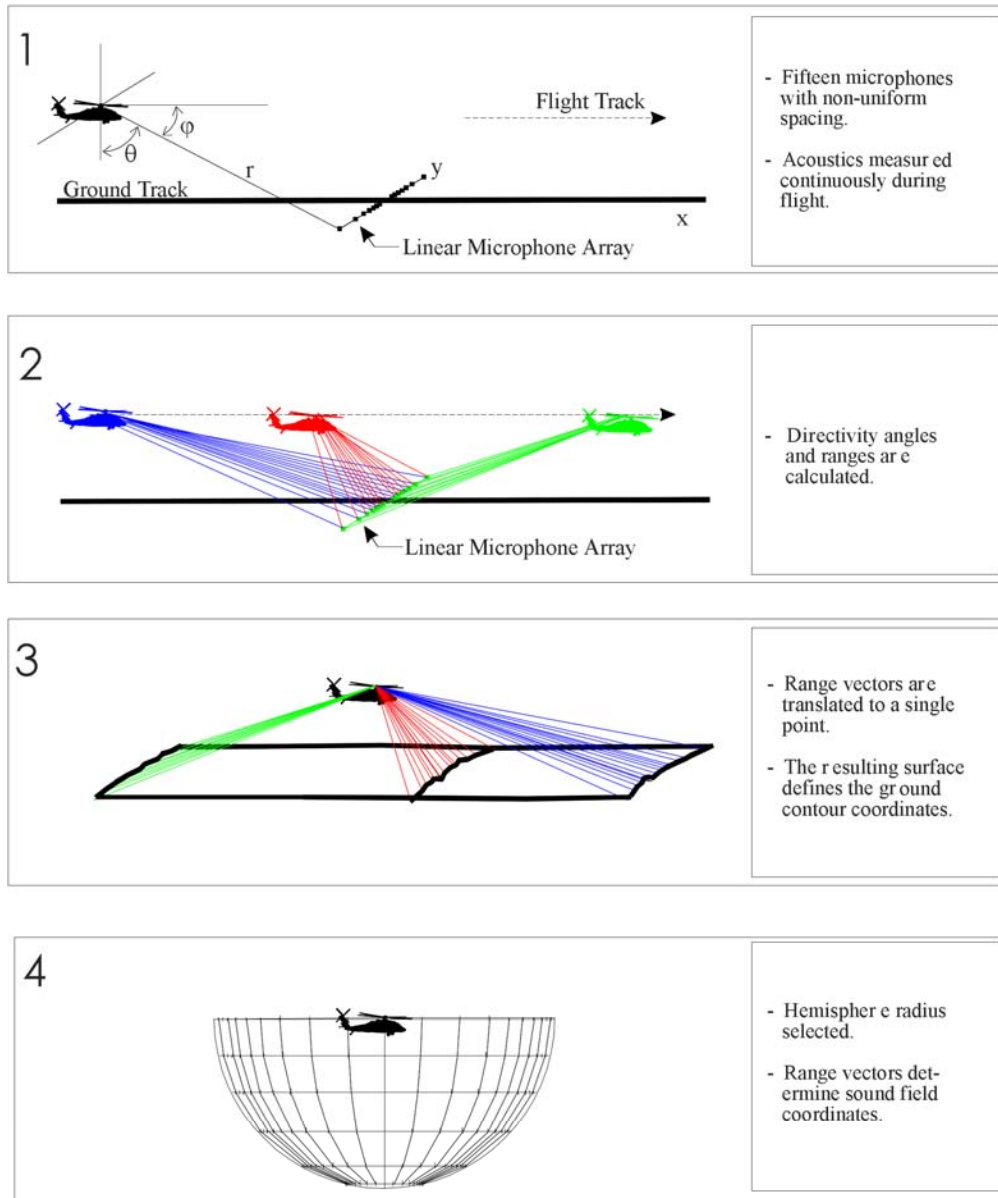 1
φ
θ
r
Ground Track
Flight Track
y
x
Linear Microphone Array
- Fifteen microphones
with non-uniform
spacing.
- Acoustics measur ed
continuously during
flight.
2
Linear Microphone Array
- Directivity angles
and ranges ar e
calculated.
3
- Range vectors are
translated to a single
point.
- The r esulting surface
defines the gr ound
contour coordinates.
4
- Hemispher e radius
selected.
- Range vectors det-
ermine sound field
coordinates.